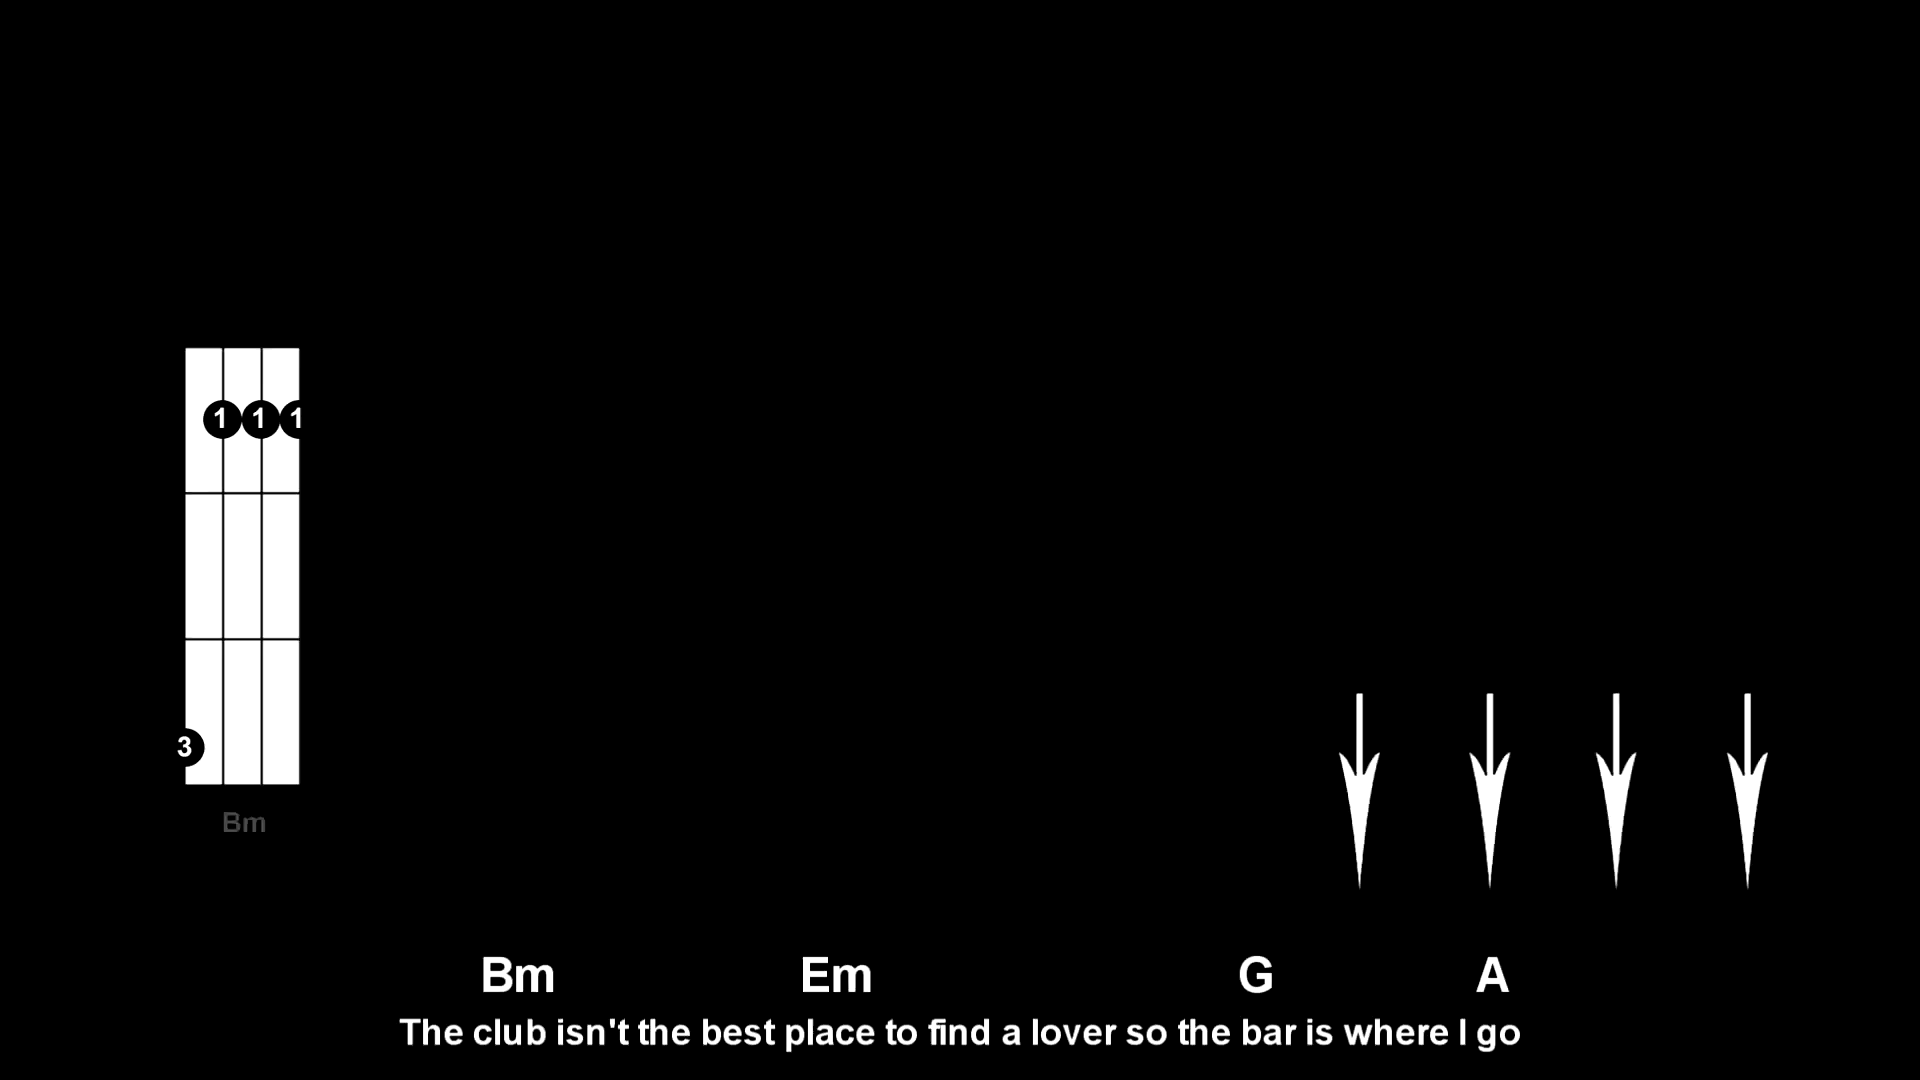 1 1 1
3
Bm
Bm Em G A
The club isn't the best place to find a lover so the bar is where I go